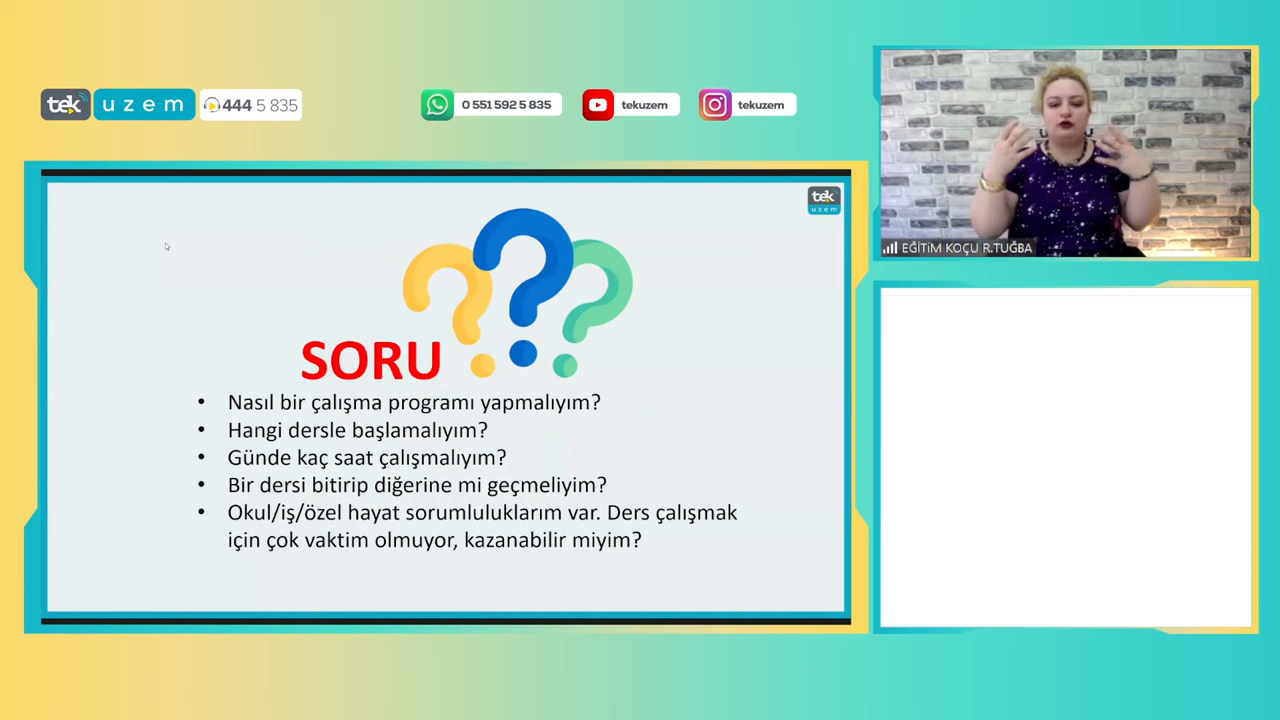 tek uzem 444 5 835
0 551 592 5 835
tekuzem
tekuzem
tek
uzem
EĞİTİM KOÇU R.TUĞBA
SORU
• Nasıl bir çalışma programı yapmalıyım?
• Hangi dersle başlamalıyım?
• Günde kaç saat çalışmalıyım?
• Bir dersi bitirip diğerine mi geçmeliyim?
• Okul/iş/özel hayat sorumluluklarım var. Ders çalışmak
için çok vaktim olmuyor, kazanabilir miyim?